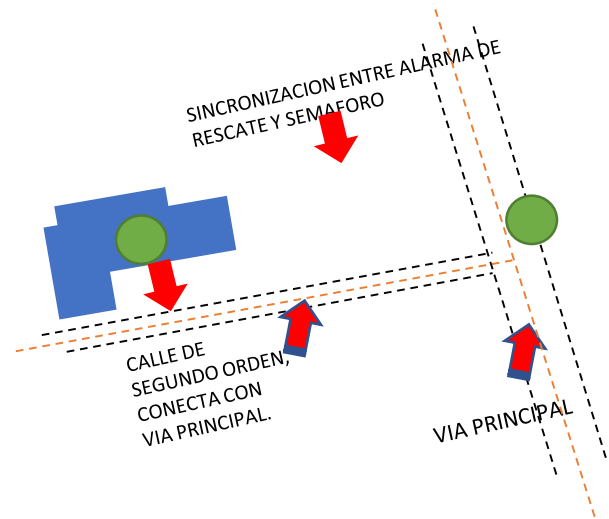 SINCRONIZACION ENTRE ALARMA DE
RESCATE Y SEMAFORO
CALLE DE
SEGUNDO ORDEN,
CONECTA CON
VIA PRINCIPAL.
VIA PRINCIPAL